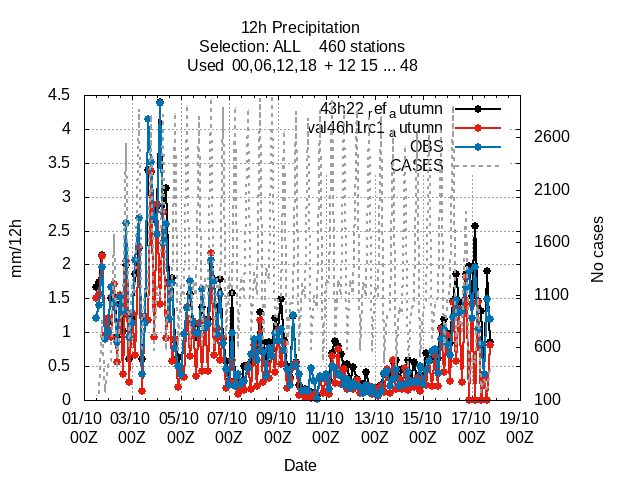 12h Precipitation
Selection: ALL 460 stations
Used 00,06,12,18 + 12 15 ... 48
43h22_ref_autumn
val46h1rc1_autumn
OBS
CASES
mm/12h
4.5
4
3.5
3
2.5
2
1.5
1
0.5
0
No cases
2600
2100
1600
1100
600
100
01/10 03/10 05/10 07/10 09/10 11/10 13/10 15/10 17/10 19/10
00Z 00Z 00Z 00Z 00Z 00Z 00Z 00Z 00Z 00Z
Date